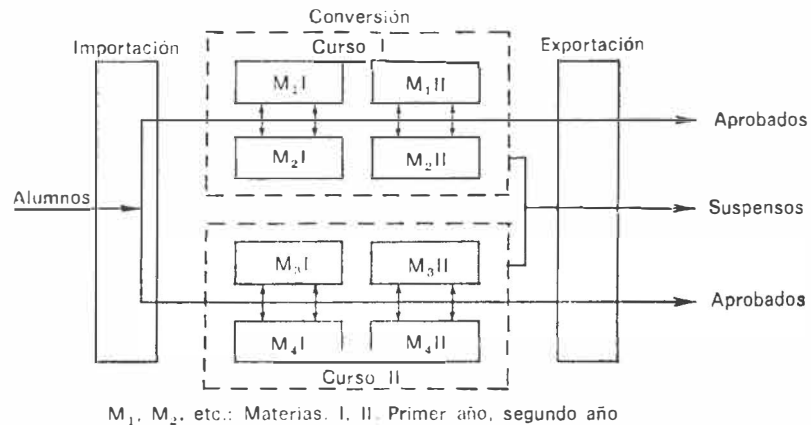 Conversión
Importación
Curso I
Exportación
M₁I
M₁II
Aprobados
M₂I
M₂II
Alumnos
Suspensos
M₃I
M₃II
Aprobados
M₄I
M₄II
Curso II
M₁, M₂, etc.: Materias. I, II. Primer año, segundo año